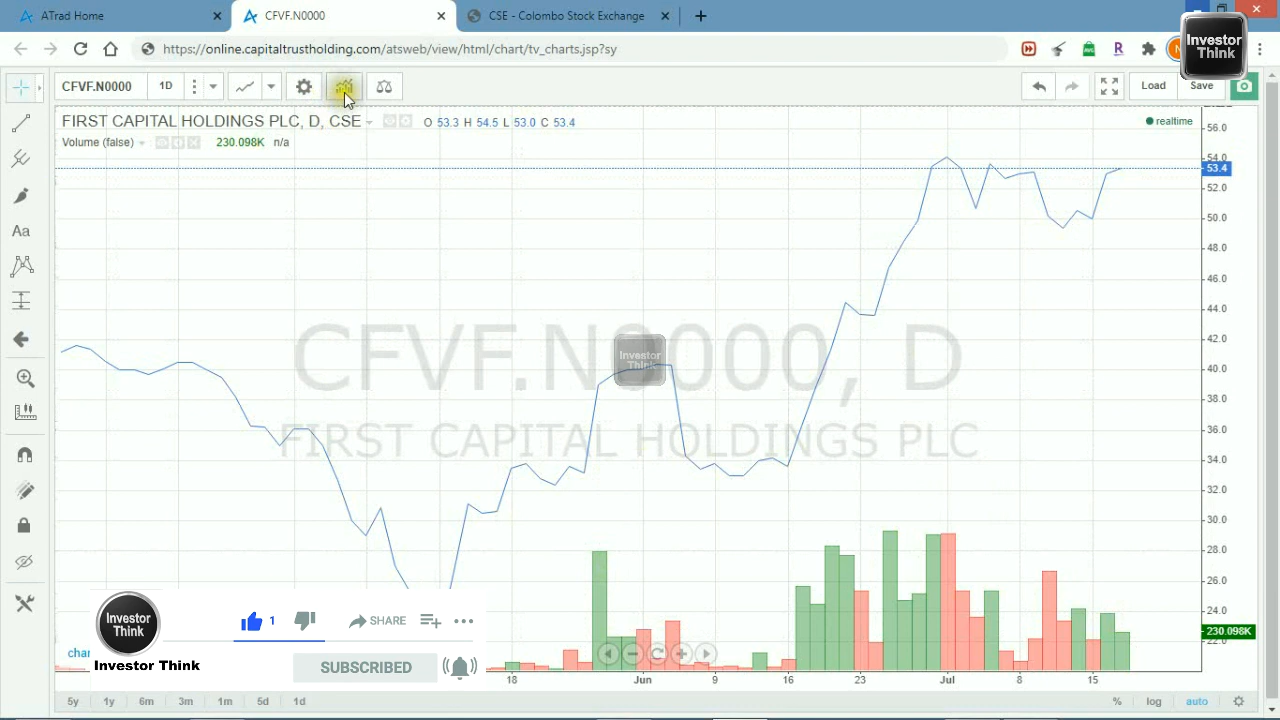 ATrad Home
CFVF.N0000
CSE - Colombo Stock Exchange
https://online.capitaltrustholding.com/atsweb/view/html/chart/tv_charts.jsp?sy
Investor
Think
CFVF.N0000 1D Load Save
FIRST CAPITAL HOLDINGS PLC, D, CSE O 53.3 H 54.5 L 53.0 C 53.4
realtime
Volume (false) 230.098K n/a
56.0
54.0
53.4
52.0
50.0
48.0
46.0
44.0
42.0
40.0
38.0
36.0
34.0
32.0
30.0
28.0
26.0
24.0
230.098K
22.0
Aa
CFVF.N0000, D
FIRST CAPITAL HOLDINGS PLC
Investor
Think
Investor
Think
1 SHARE
Investor Think
SUBSCRIBED
char
18 Jun 9 16 23 Jul 8 15
5y 1y 6m 3m 1m 5d 1d % log auto